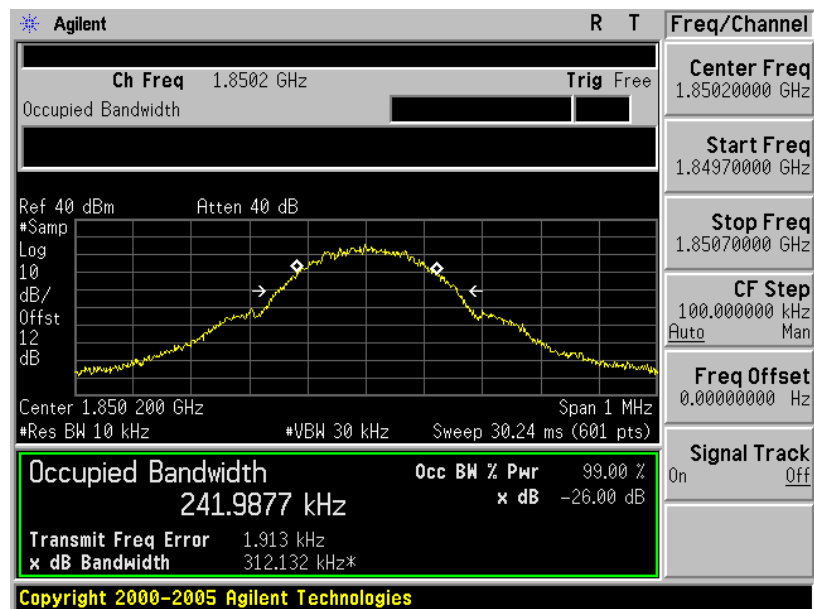 Agilent R T Freq/Channel
Ch Freq 1.8502 GHz Trig Free
Occupied Bandwidth
Center Freq
1.85020000 GHz
Start Freq
1.84970000 GHz
Stop Freq
1.85070000 GHz
CF Step
100.000000 kHz
Auto Man
Freq Offset
0.00000000 Hz
Signal Track
On Off
Ref 40 dBm Atten 40 dB
#Samp
Log
10
dB/
Offst
12
dB
Center 1.850 200 GHz Span 1 MHz
#Res BW 10 kHz #VBW 30 kHz Sweep 30.24 ms (601 pts)
Occupied Bandwidth Occ BW % Pwr 99.00 %
241.9877 kHz x dB -26.00 dB
Transmit Freq Error 1.913 kHz
x dB Bandwidth 312.132 kHz*
Copyright 2000-2005 Agilent Technologies